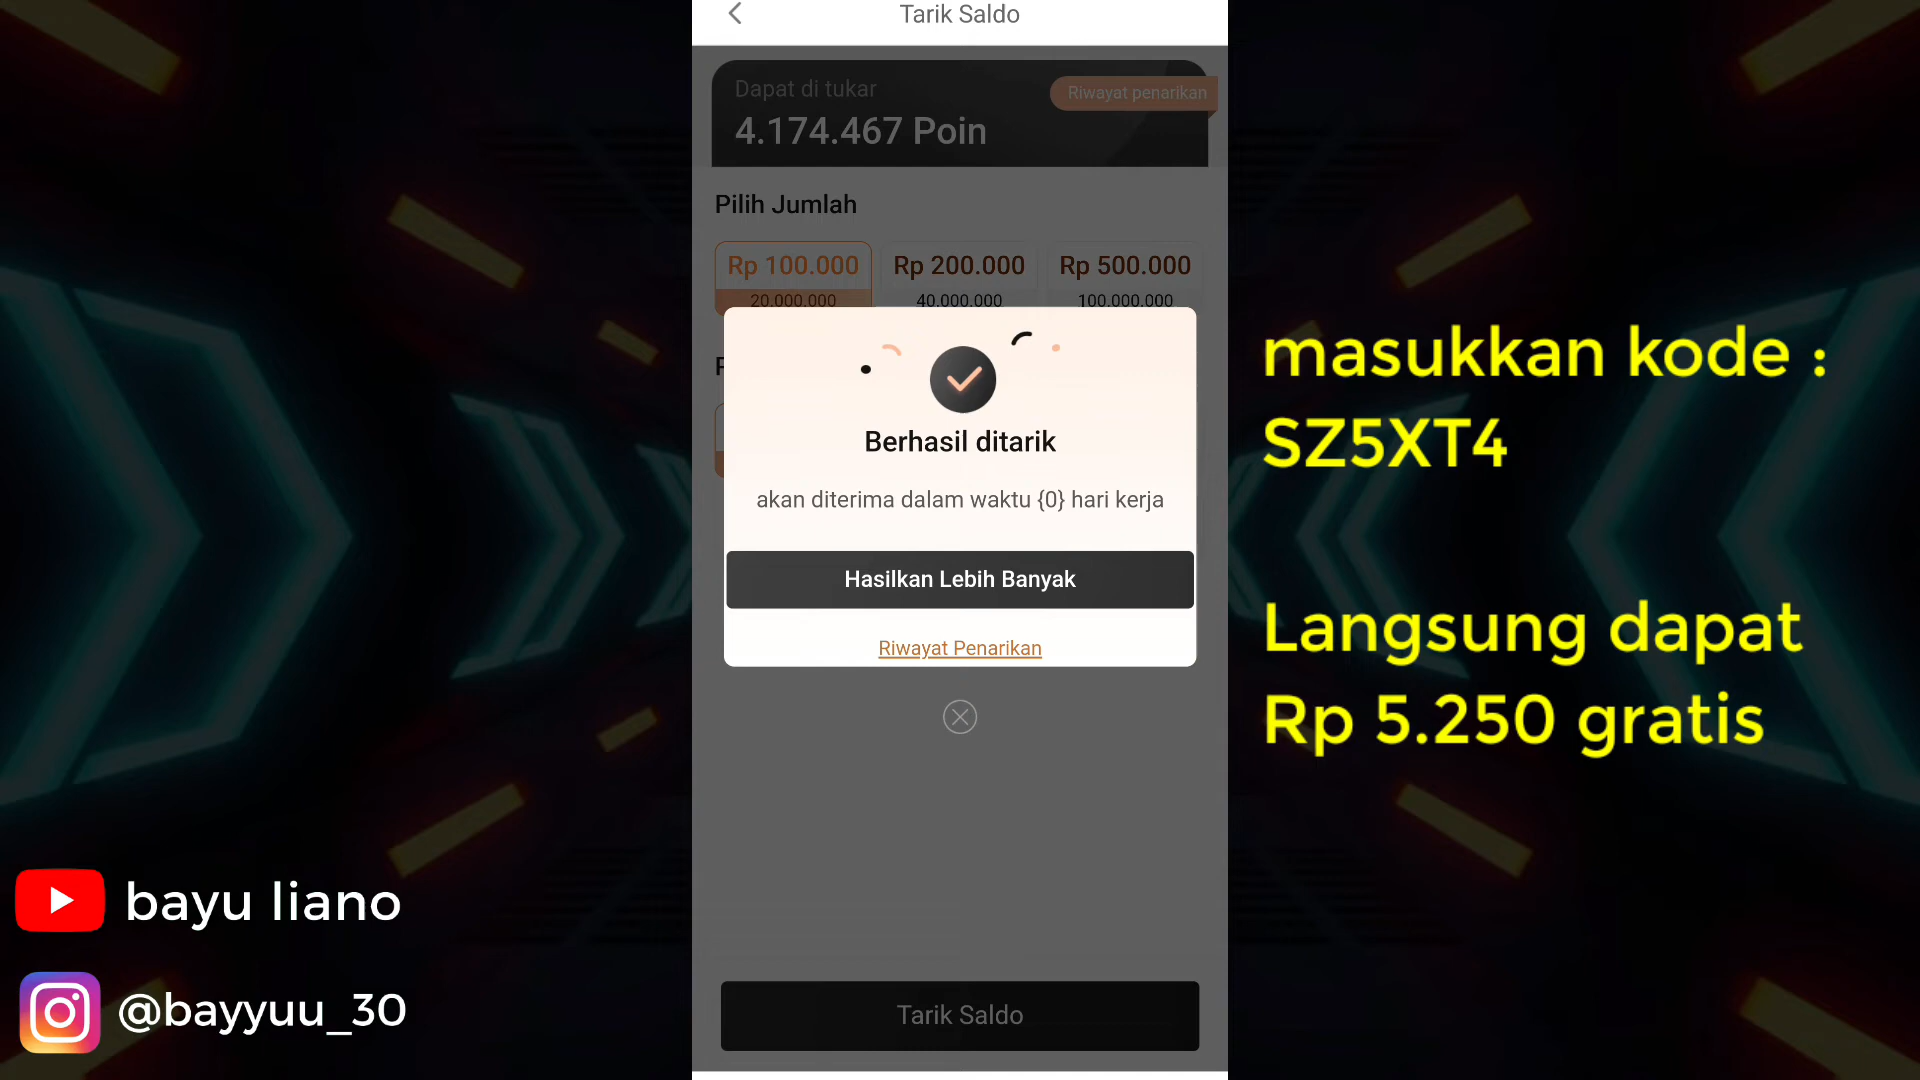 Tarik Saldo
Dapat di tukar
Riwayat penarikan
4.174.467 Poin
Pilih Jumlah
Rp 100.000
Rp 200.000
Rp 500.000
20.000.000
40.000.000
100.000.000
Berhasil ditarik
akan diterima dalam waktu {0} hari kerja
Hasilkan Lebih Banyak
Riwayat Penarikan
Tarik Saldo
masukkan kode :
SZ5XT4
Langsung dapat
Rp 5.250 gratis
bayu liano
@bayyuu_30